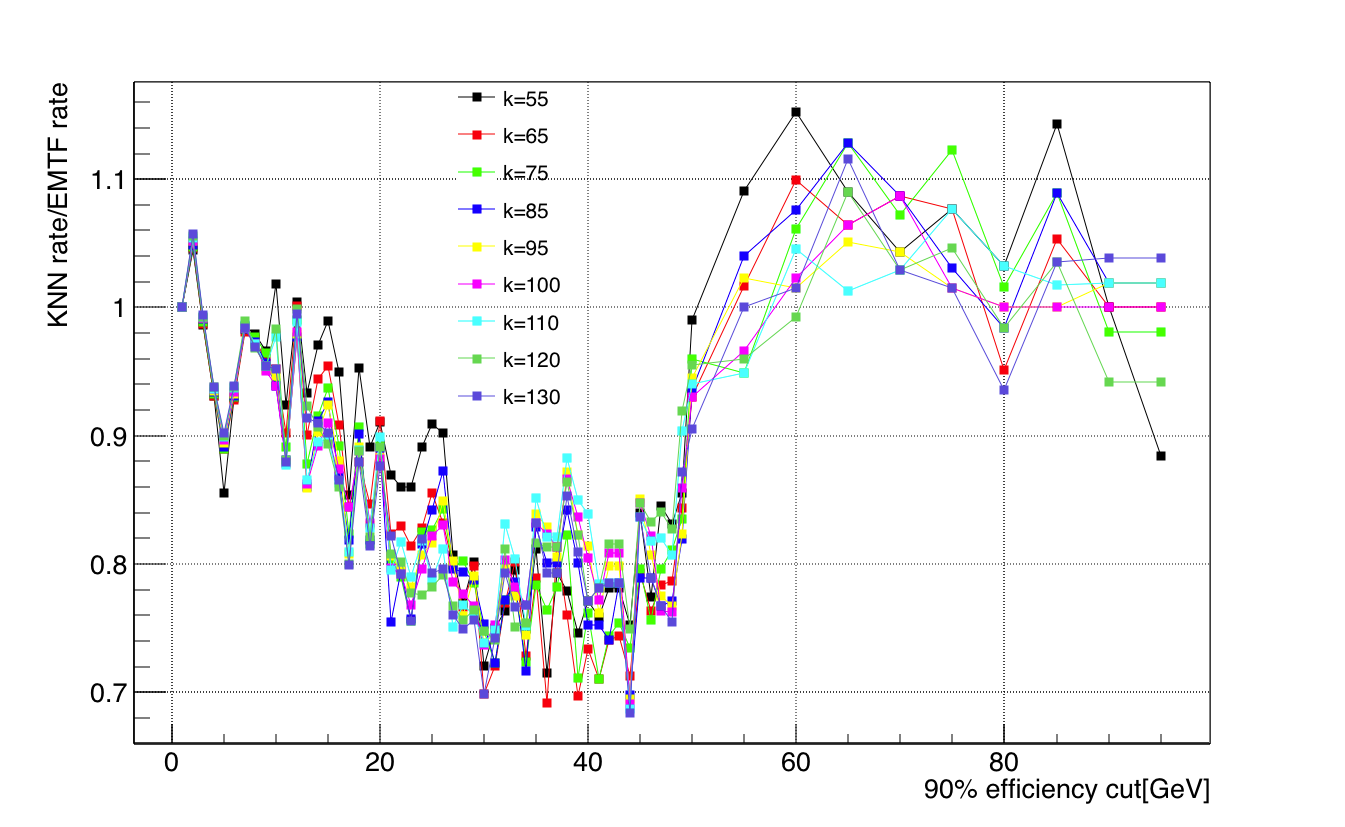 KNN rate/EMTF rate
k=55
k=65
k=75
k=85
k=95
k=100
k=110
k=120
k=130
1.1
1
0.9
0.8
0.7
0 20 40 60 80
90% efficiency cut[GeV]